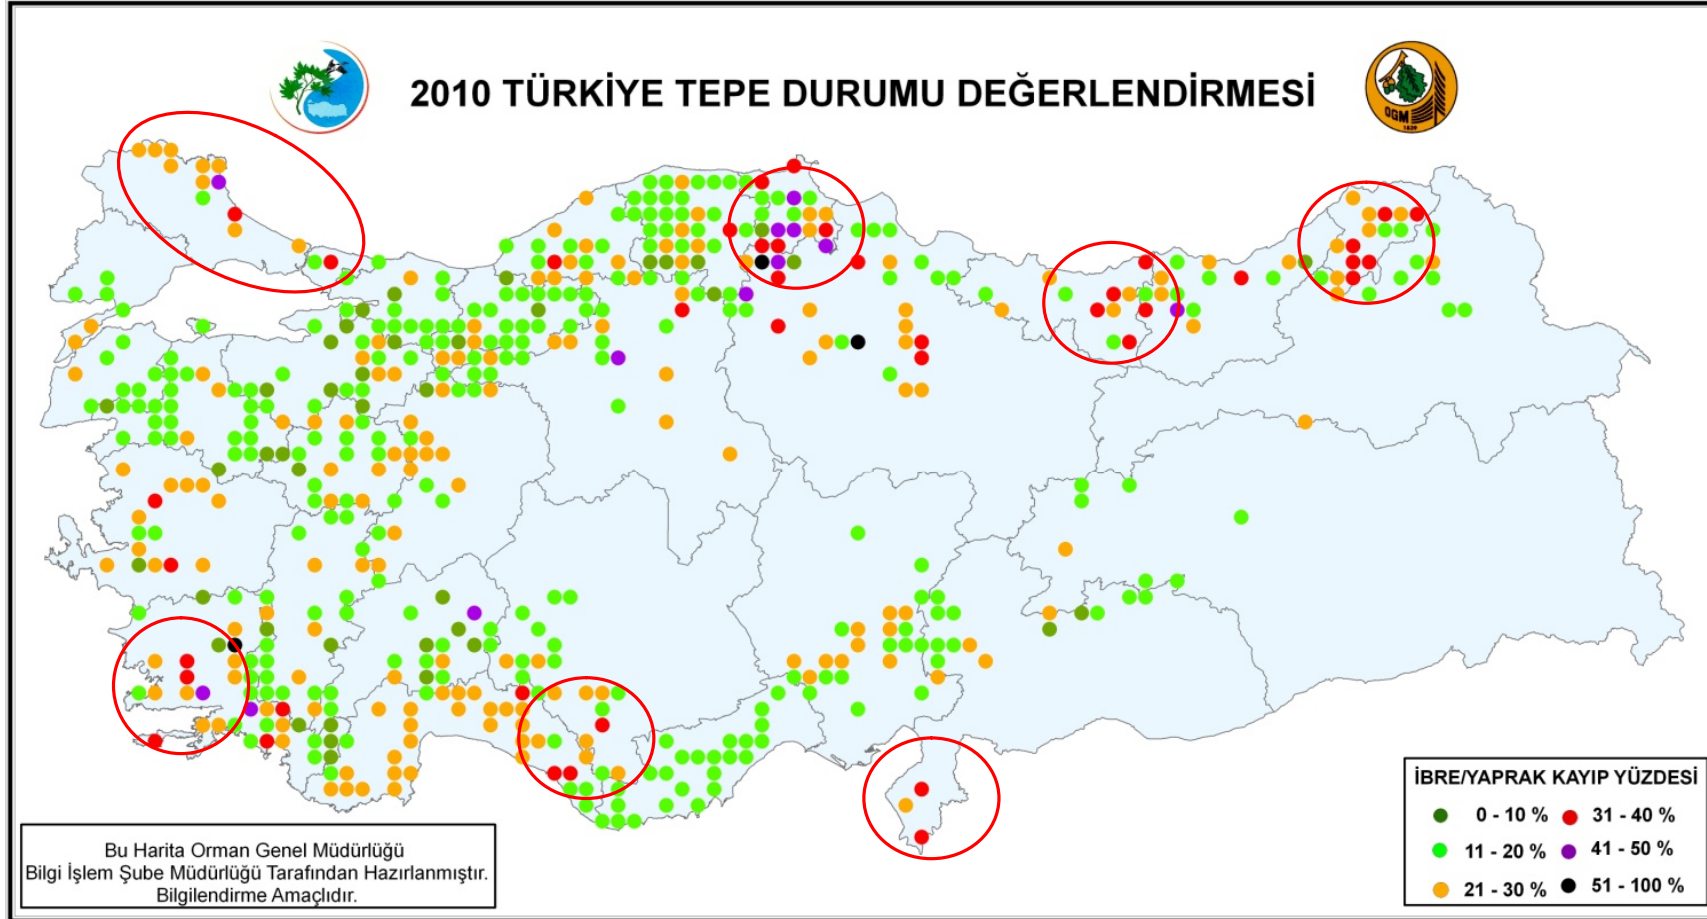 2010 TÜRKİYE TEPE DURUMU DEĞERLENDİRMESİ
OGM
1839
İBRE/YAPRAK KAYIP YÜZDESİ
0 - 10 % 31 - 40 %
11 - 20 % 41 - 50 %
21 - 30 % 51 - 100 %
Bu Harita Orman Genel Müdürlüğü
Bilgi İşlem Şube Müdürlüğü Tarafından Hazırlanmıştır.
Bilgilendirme Amaçlıdır.